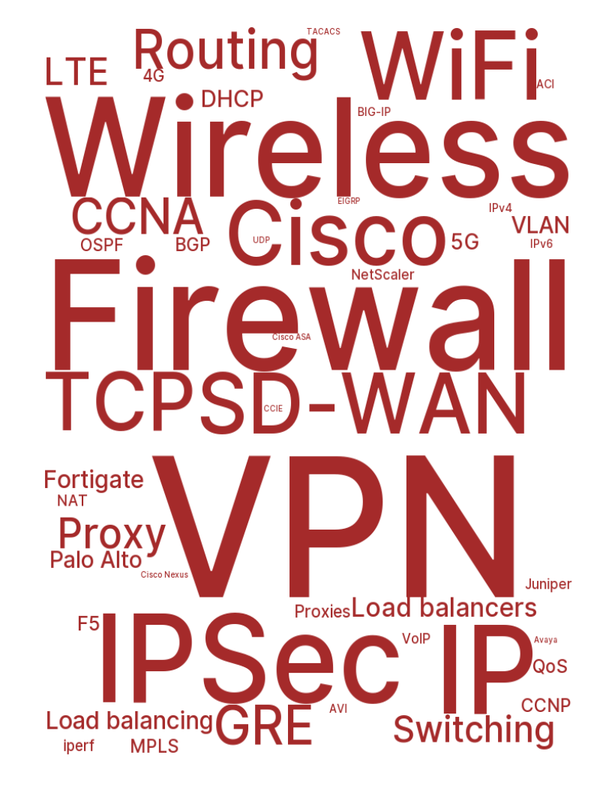 TACACS
Routing
WiFi
LTE
4G
ACI
DHCP
BIG-IP
Wireless
EIGRP
IPv4
CCNA
Cisco
VLAN
OSPF
BGP
UDP
5G
IPv6
NetScaler
Firewall
Cisco ASA
TCP
SD-WAN
CCIE
VPN
Fortigate
NAT
Proxy
Palo Alto
Cisco Nexus
Juniper
Proxies
Load balancers
F5
IPSec
VoIP
IP
Avaya
QoS
CCNP
AVI
Load balancing
GRE
Switching
iperf
MPLS